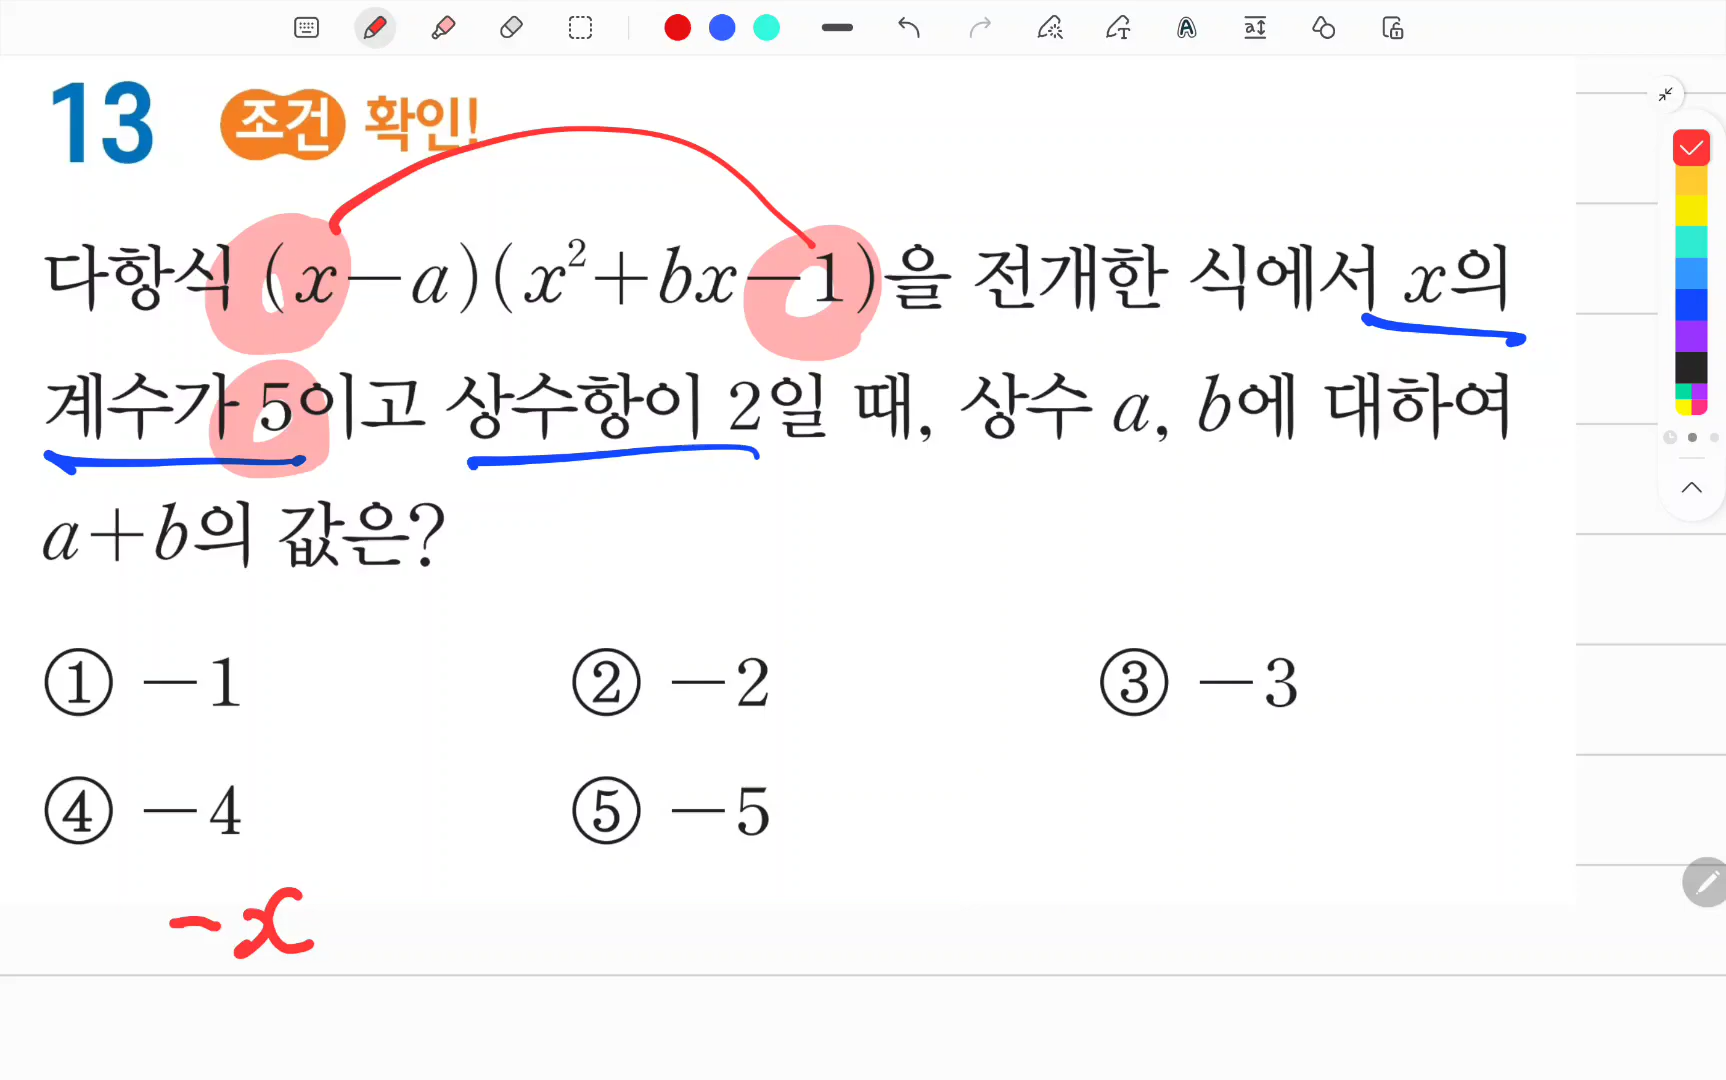 13 조건 확인!
다항식 (x−a)(x²+bx−1)을 전개한 식에서 x의
계수가 5이고 상수항이 2일 때, 상수 a, b에 대하여
a+b의 값은?
① −1 ② −2 ③ −3
④ −4 ⑤ −5
−x